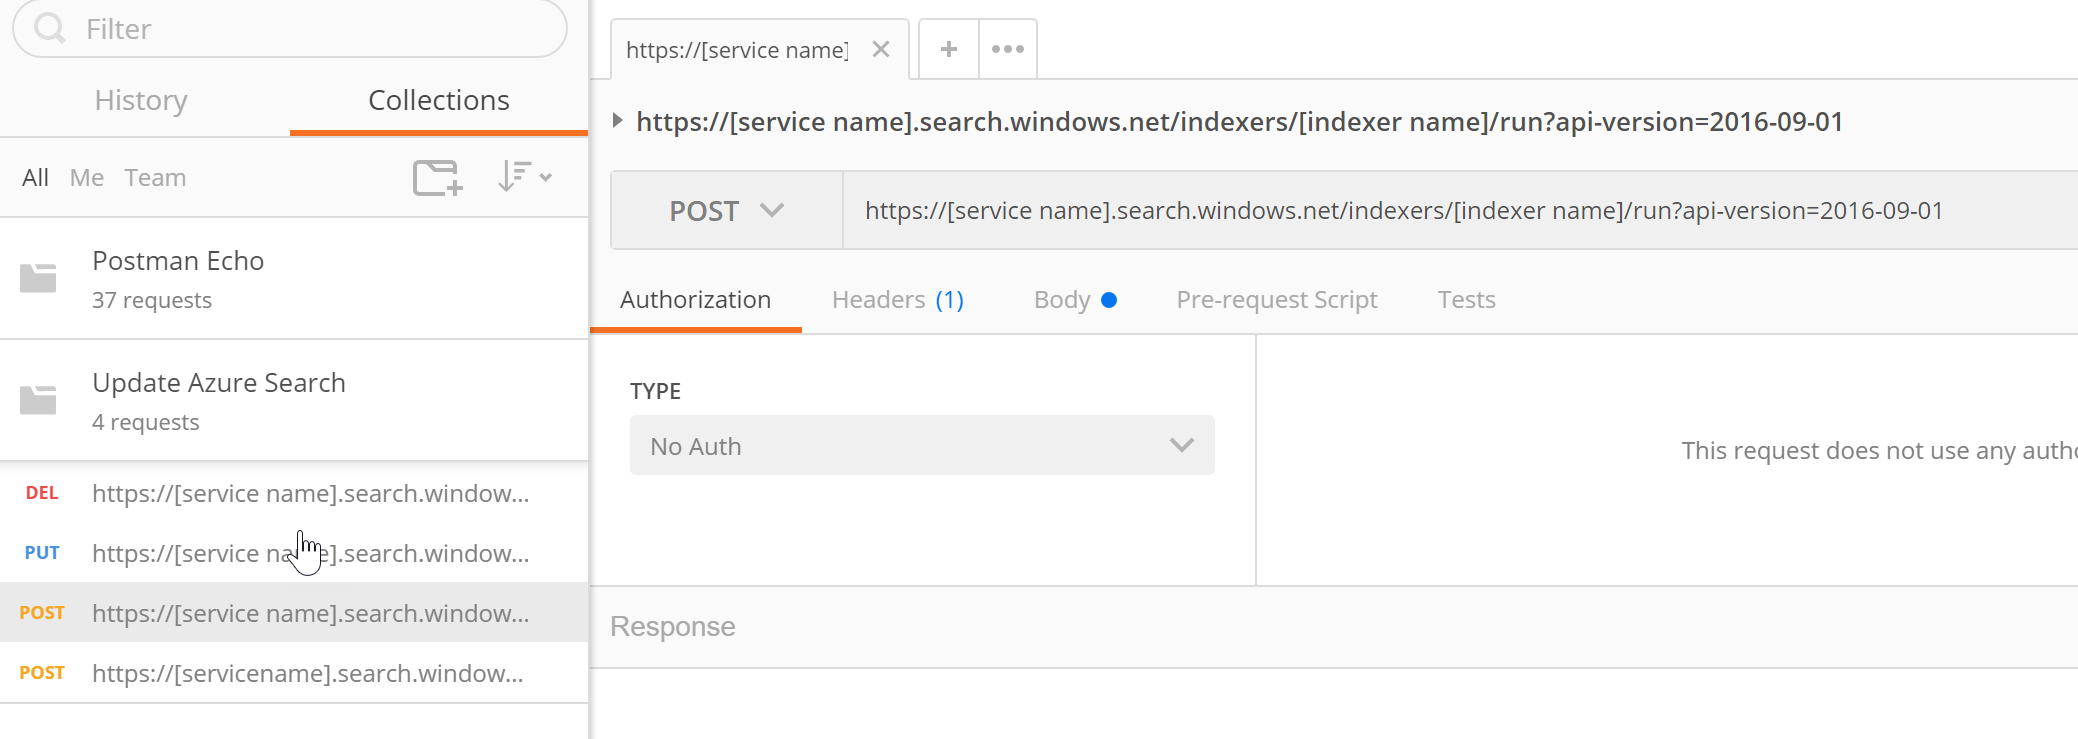 Filter
History Collections
All Me Team
Postman Echo
37 requests
Update Azure Search
4 requests
DEL https://[service name].search.window...
PUT https://[service name].search.window...
POST https://[service name].search.window...
POST https://[servicename].search.window...
https://[service name]
https://[service name].search.windows.net/indexers/[indexer name]/run?api-version=2016-09-01
POST https://[service name].search.windows.net/indexers/[indexer name]/run?api-version=2016-09-01
Authorization Headers (1) Body Pre-request Script Tests
TYPE
No Auth
This request does not use any autho
Response